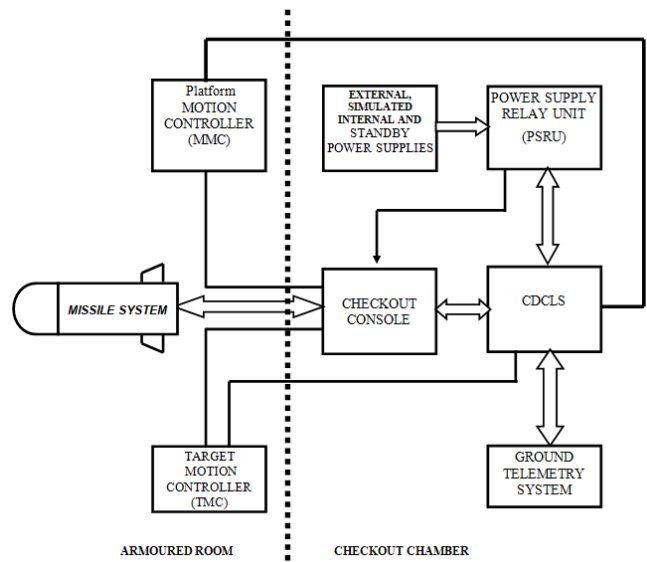 Platform
MOTION
CONTROLLER
(MMC)
EXTERNAL,
SIMULATED
INTERNAL AND
STANDBY
POWER SUPPLIES
POWER SUPPLY
RELAY UNIT
(PSRU)
MISSILE SYSTEM
CHECKOUT
CONSOLE
CDCLS
TARGET
MOTION
CONTROLLER
(TMC)
GROUND
TELEMETRY
SYSTEM
ARMOURED ROOM
CHECKOUT CHAMBER